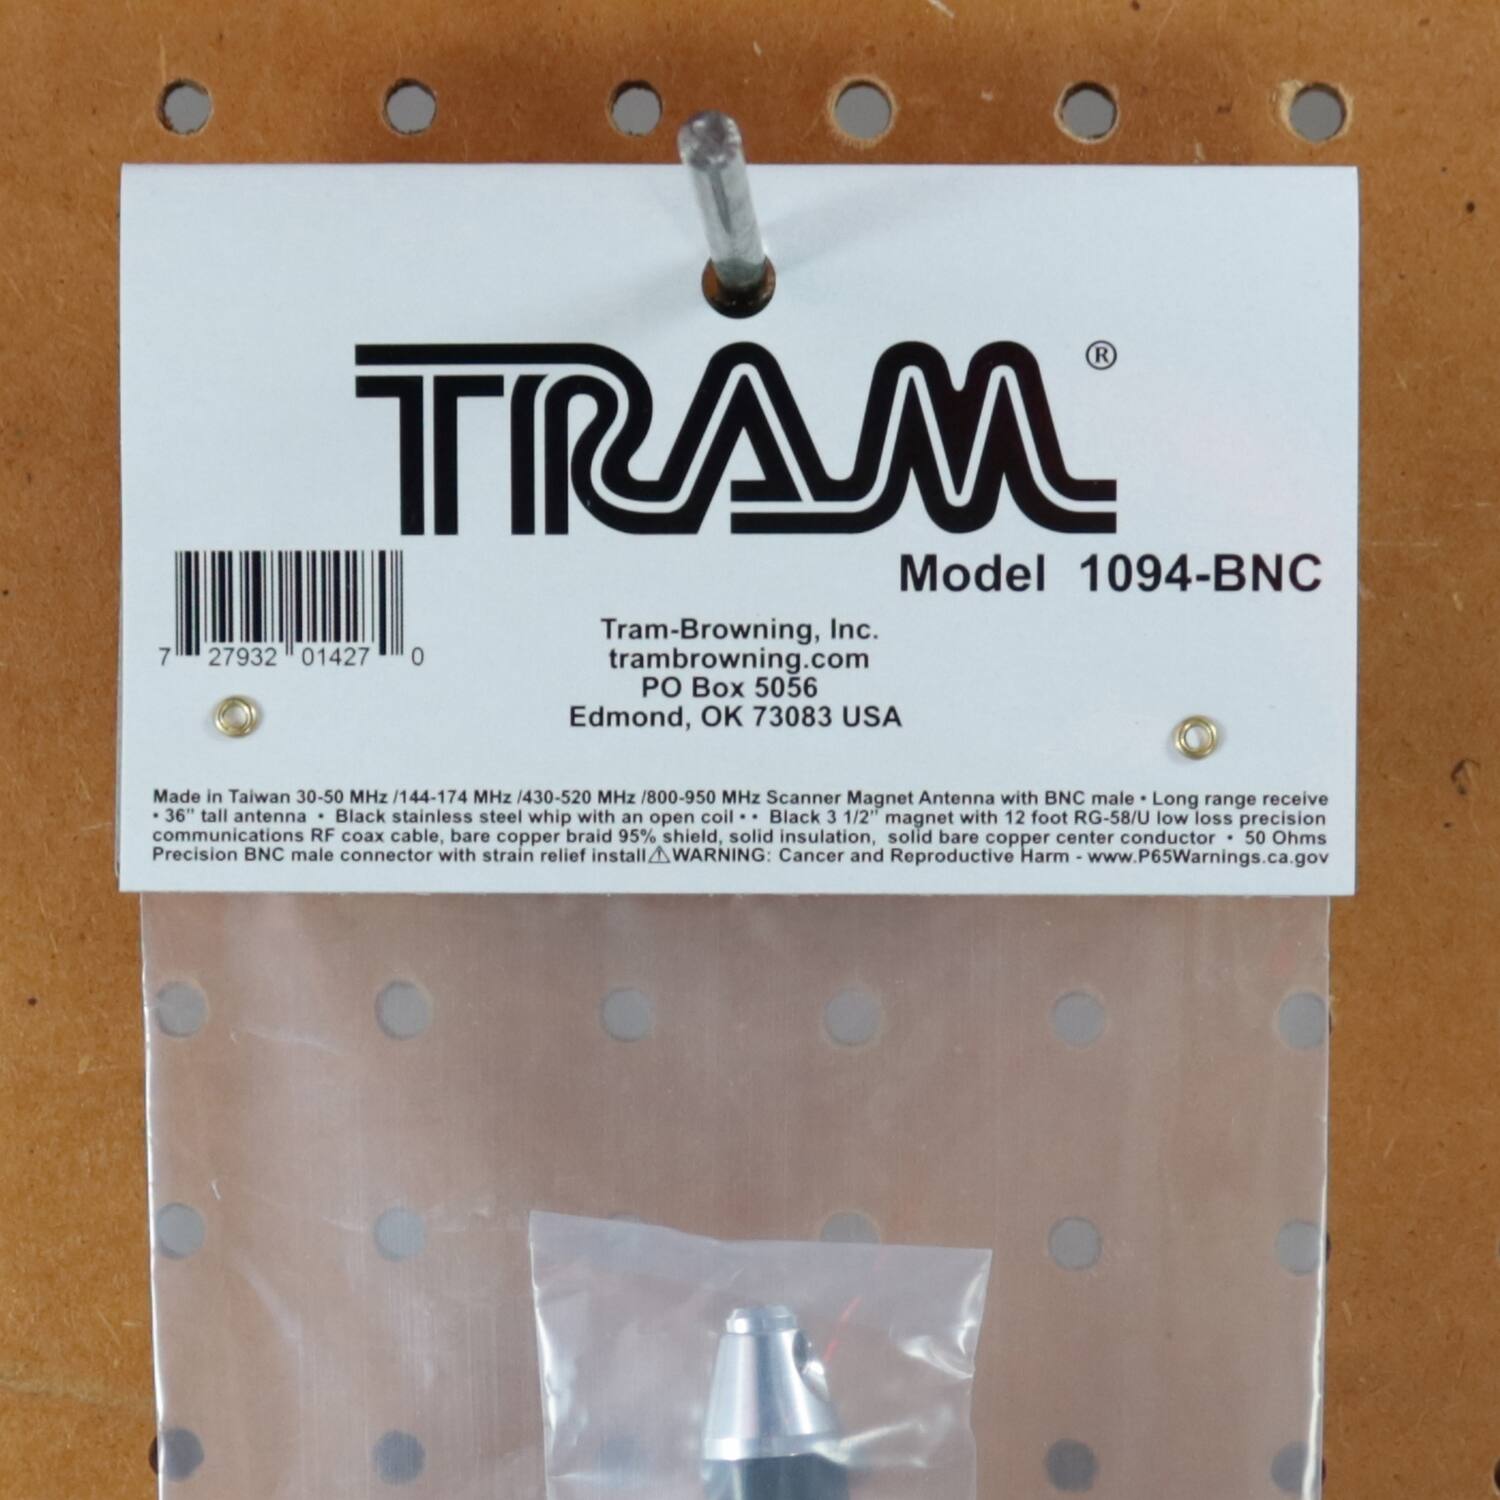 TRAM®
Model 1094-BNC
7 27932 01427 0
Tram-Browning, Inc.
trambrowning.com
PO Box 5056
Edmond, OK 73083 USA
Made in Taiwan 30-50 MHz /144-174 MHz /430-520 MHz /800-950 MHz Scanner Magnet Antenna with BNC male • Long range receive
• 36" tall antenna • Black stainless steel whip with an open coil • • Black 3 1/2" magnet with 12 foot RG-58/U low loss precision
communications RF coax cable, bare copper braid 95% shield, solid insulation, solid bare copper center conductor • 50 Ohms
Precision BNC male connector with strain relief install⚠WARNING: Cancer and Reproductive Harm - www.P65Warnings.ca.gov